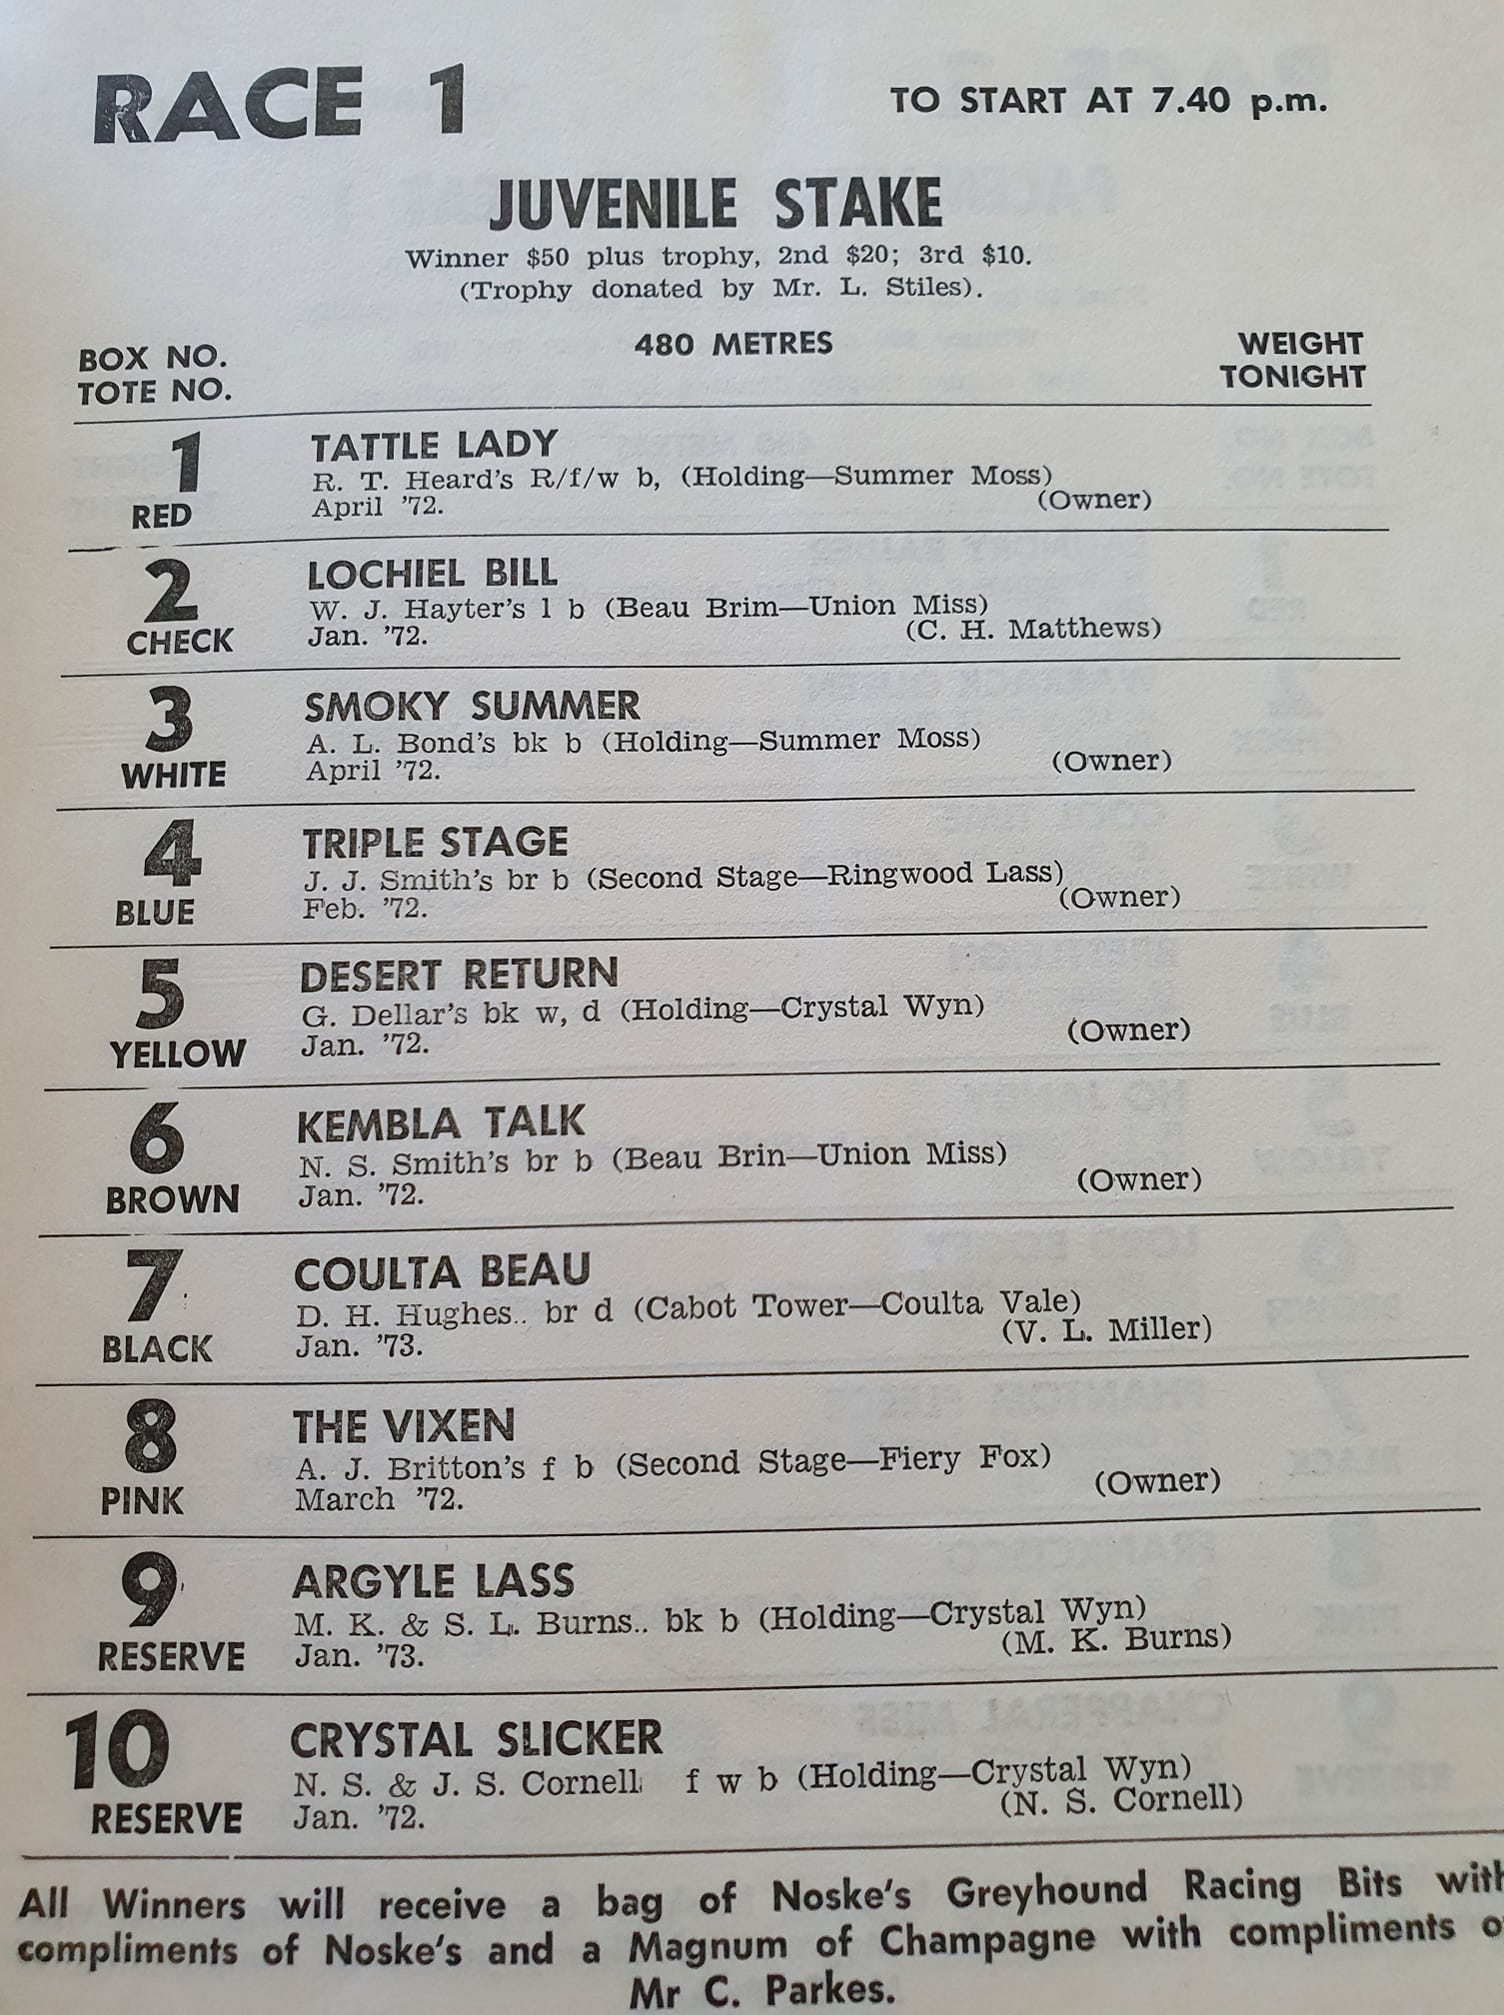 RACE 1
TO START AT 7.40 p.m.
JUVENILE STAKE
Winner $50 plus trophy, 2nd $20; 3rd $10.
(Trophy donated by Mr. L. Stiles).
BOX NO.
TOTE NO.
480 METRES
WEIGHT
TONIGHT
1
RED
TATTLE LADY
R. T. Heard's R/f/w b, (Holding—Summer Moss)
April '72.
(Owner)
2
CHECK
LOCHIEL BILL
W. J. Hayter's l b (Beau Brim—Union Miss)
Jan. '72.
(C. H. Matthews)
3
WHITE
SMOKY SUMMER
A. L. Bond's bk b (Holding—Summer Moss)
April '72.
(Owner)
4
BLUE
TRIPLE STAGE
J. J. Smith's br b (Second Stage—Ringwood Lass)
Feb. '72.
(Owner)
5
YELLOW
DESERT RETURN
G. Dellar's bk w, d (Holding—Crystal Wyn)
Jan. '72.
(Owner)
6
BROWN
KEMBLA TALK
N. S. Smith's br b (Beau Brin—Union Miss)
Jan. '72.
(Owner)
7
BLACK
COULTA BEAU
D. H. Hughes.. br d (Cabot Tower—Coulta Vale)
Jan. '73.
(V. L. Miller)
8
PINK
THE VIXEN
A. J. Britton's f b (Second Stage—Fiery Fox)
March '72.
(Owner)
9
RESERVE
ARGYLE LASS
M. K. & S. L. Burns.. bk b (Holding—Crystal Wyn)
Jan. '73.
(M. K. Burns)
10
RESERVE
CRYSTAL SLICKER
N. S. & J. S. Cornell f w b (Holding—Crystal Wyn)
Jan. '72.
(N. S. Cornell)
All Winners will receive a bag of Noske's Greyhound Racing Bits with
compliments of Noske's and a Magnum of Champagne with compliments of
Mr C. Parkes.